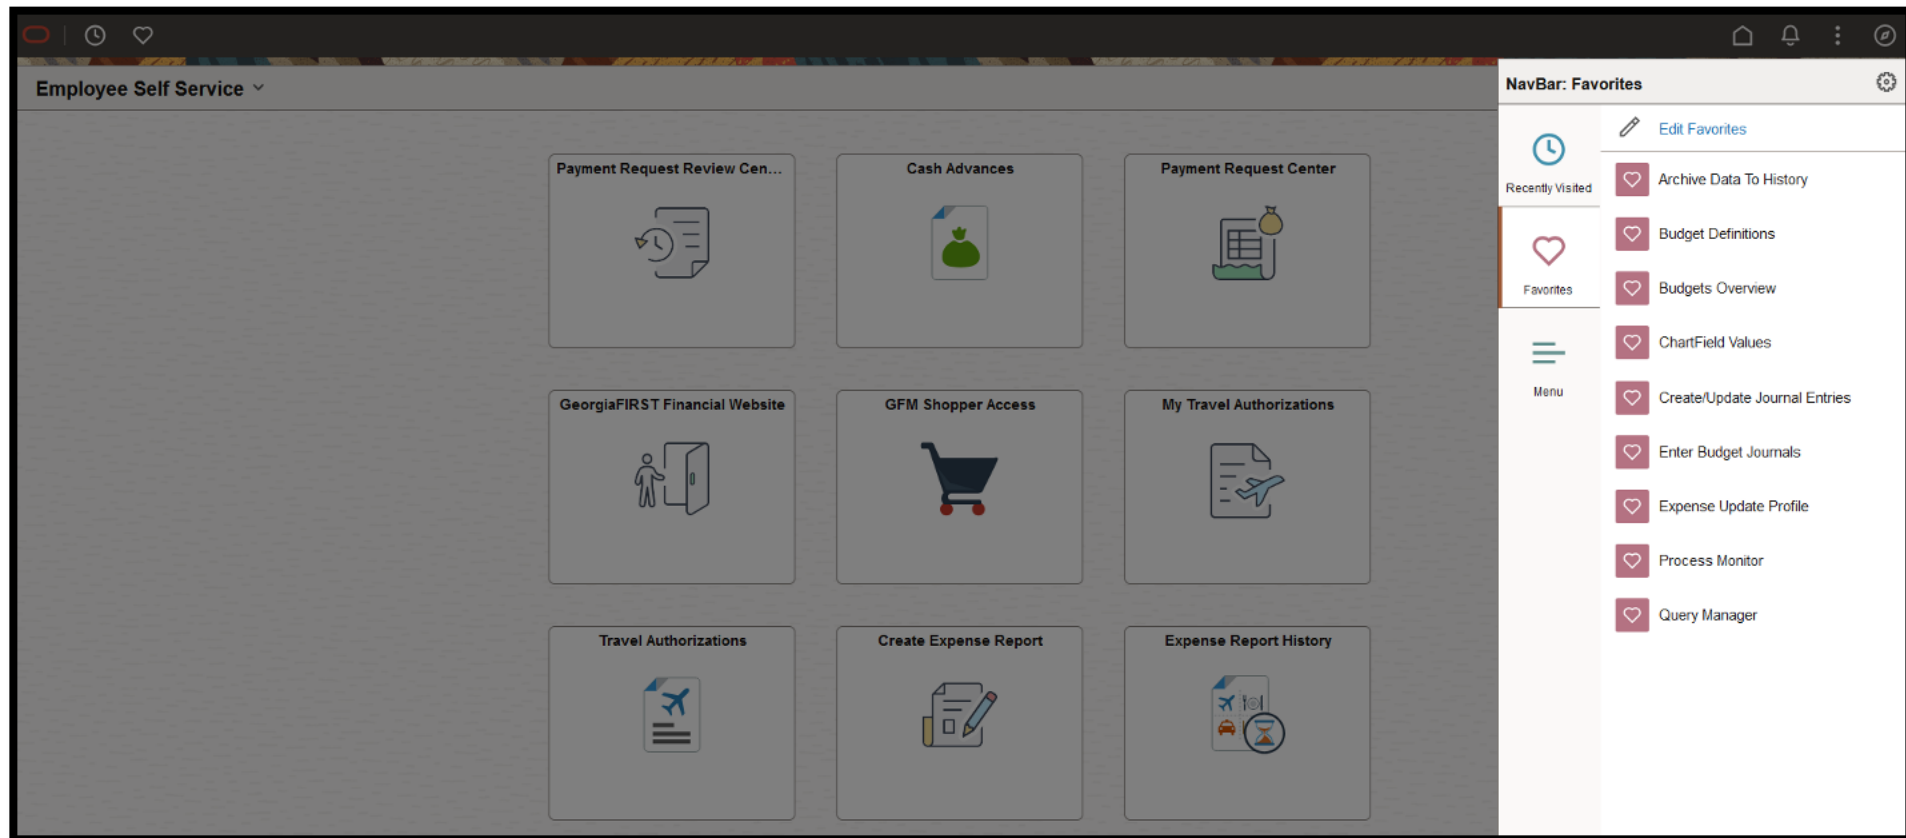 Employee Self Service
NavBar: Favorites
Recently Visited
Favorites
Menu
Edit Favorites
Archive Data To History
Budget Definitions
Budgets Overview
ChartField Values
Create/Update Journal Entries
Enter Budget Journals
Expense Update Profile
Process Monitor
Query Manager
Payment Request Review Cen...
Cash Advances
Payment Request Center
GeorgiaFIRST Financial Website
GFM Shopper Access
My Travel Authorizations
Travel Authorizations
Create Expense Report
Expense Report History